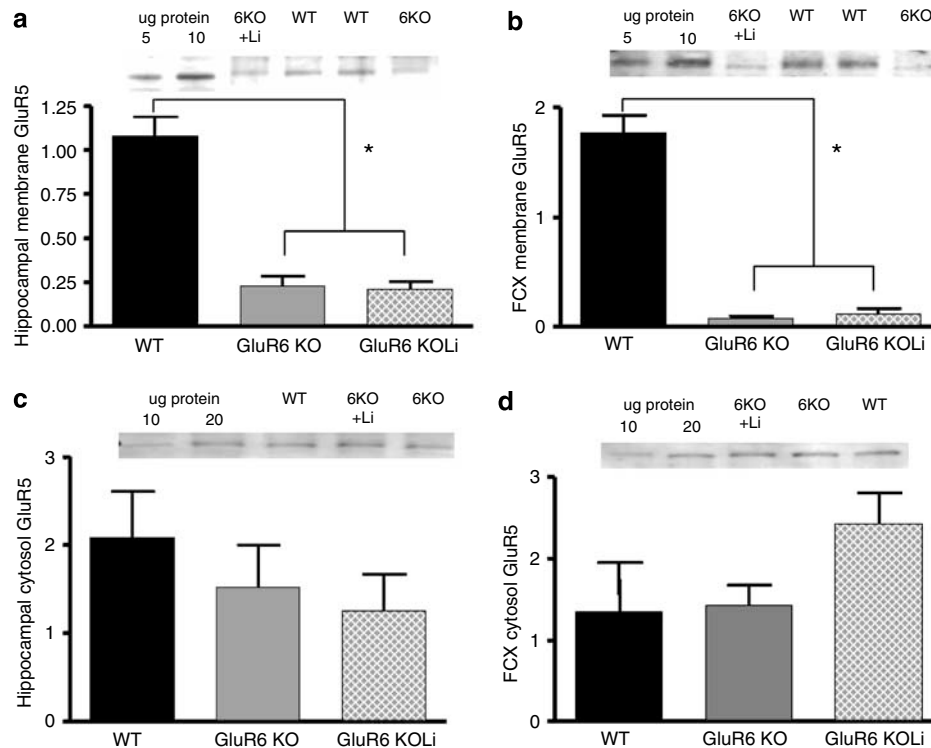 a
ug protein 6KO WT WT 6KO
5 10 +Li
Hippocampal membrane GluR5
1.25
1.00
0.75
0.50
0.25
0.00
*
WT GluR6 KO GluR6 KOLi
b
ug protein 6KO WT WT 6KO
5 10 +Li
FCX membrane GluR5
2
1
0
*
WT GluR6 KO GluR6 KOLi
c
ug protein WT 6KO 6KO
10 20 +Li
Hippocampal cytosol GluR5
3
2
1
0
WT GluR6 KO GluR6 KOLi
d
ug protein 6KO 6KO WT
10 20 +Li
FCX cytosol GluR5
3
2
1
0
WT GluR6 KO GluR6 KOLi